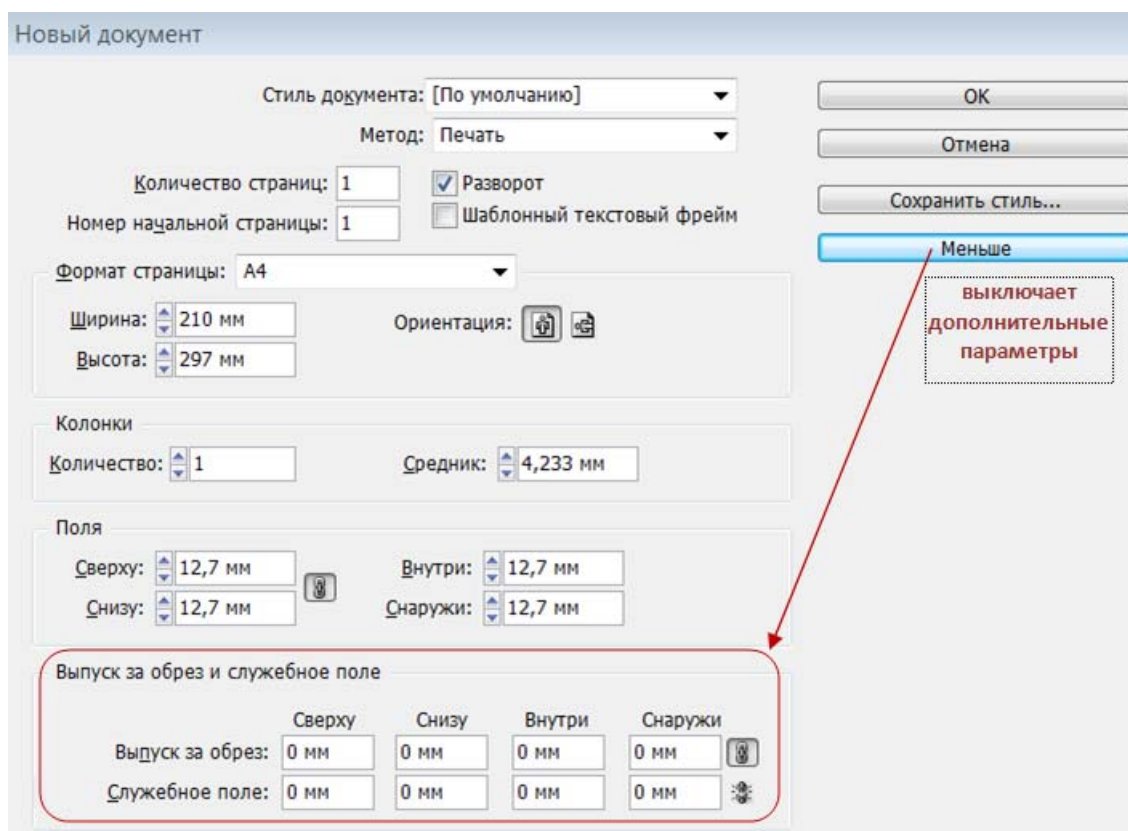 Новый документ
Стиль документа: [По умолчанию]
Метод: Печать
Количество страниц: 1
Разворот
Номер начальной страницы: 1
Шаблонный текстовый фрейм
Формат страницы: A4
Ширина: 210 мм
Ориентация:
Высота: 297 мм
Колонки
Количество: 1
Средник: 4,233 мм
Поля
Сверху: 12,7 мм
Внутри: 12,7 мм
Снизу: 12,7 мм
Снаружи: 12,7 мм
Выпуск за обрез и служебное поле
Сверху Снизу Внутри Снаружи
Выпуск за обрез: 0 мм 0 мм 0 мм 0 мм
Служебное поле: 0 мм 0 мм 0 мм 0 мм
OK
Отмена
Сохранить стиль...
Меньше
выключает
дополнительные
параметры